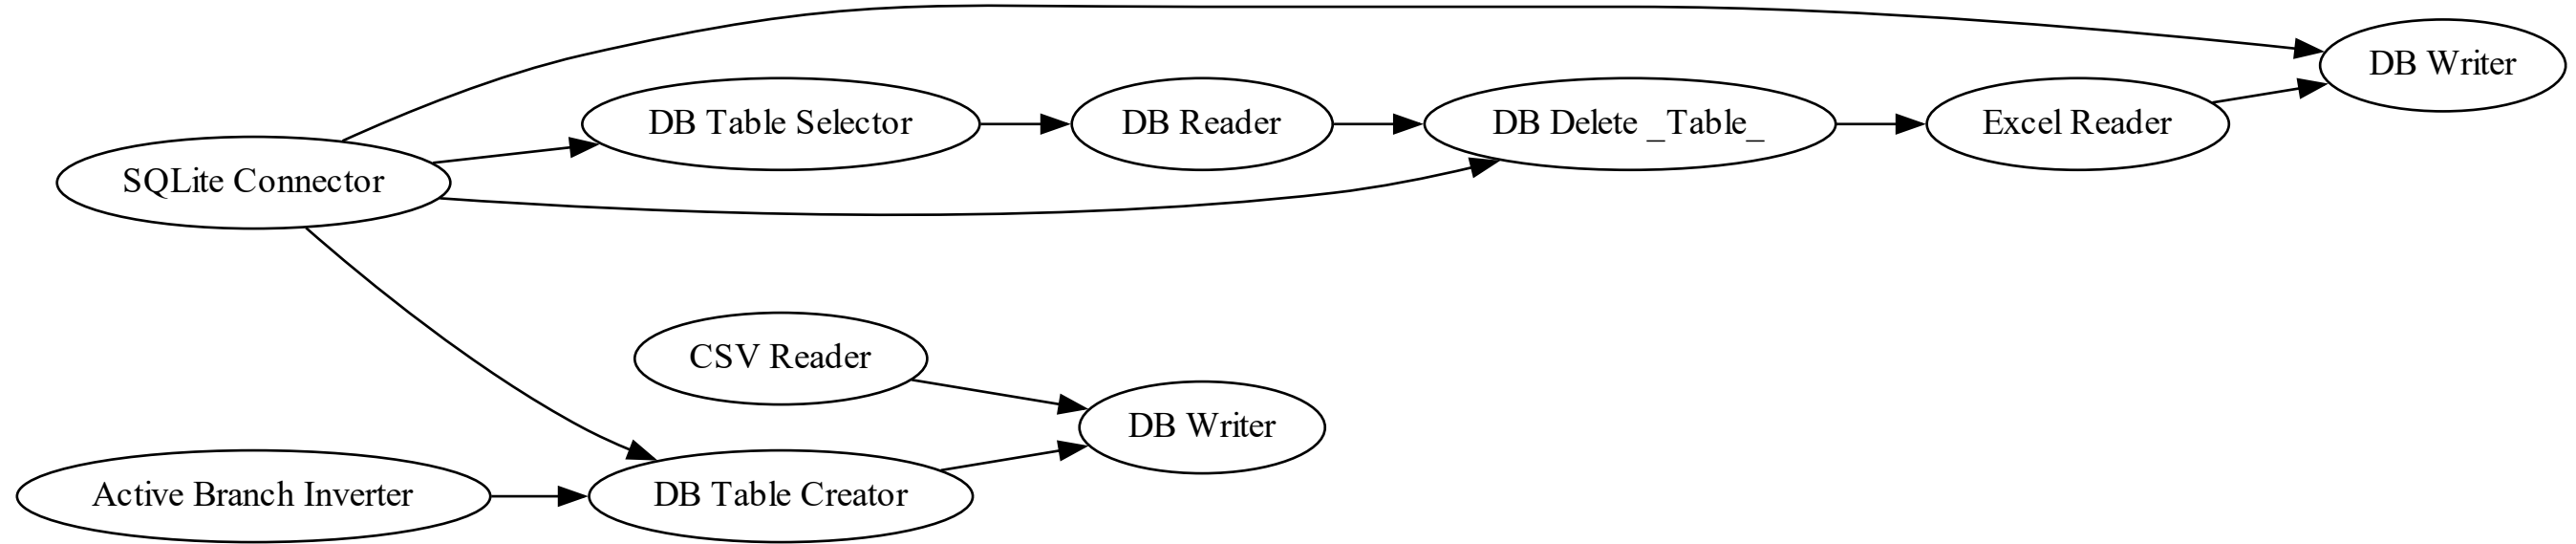 DB Writer
DB Table Selector
DB Reader
DB Delete _Table_
Excel Reader
SQLite Connector
CSV Reader
DB Writer
Active Branch Inverter
DB Table Creator